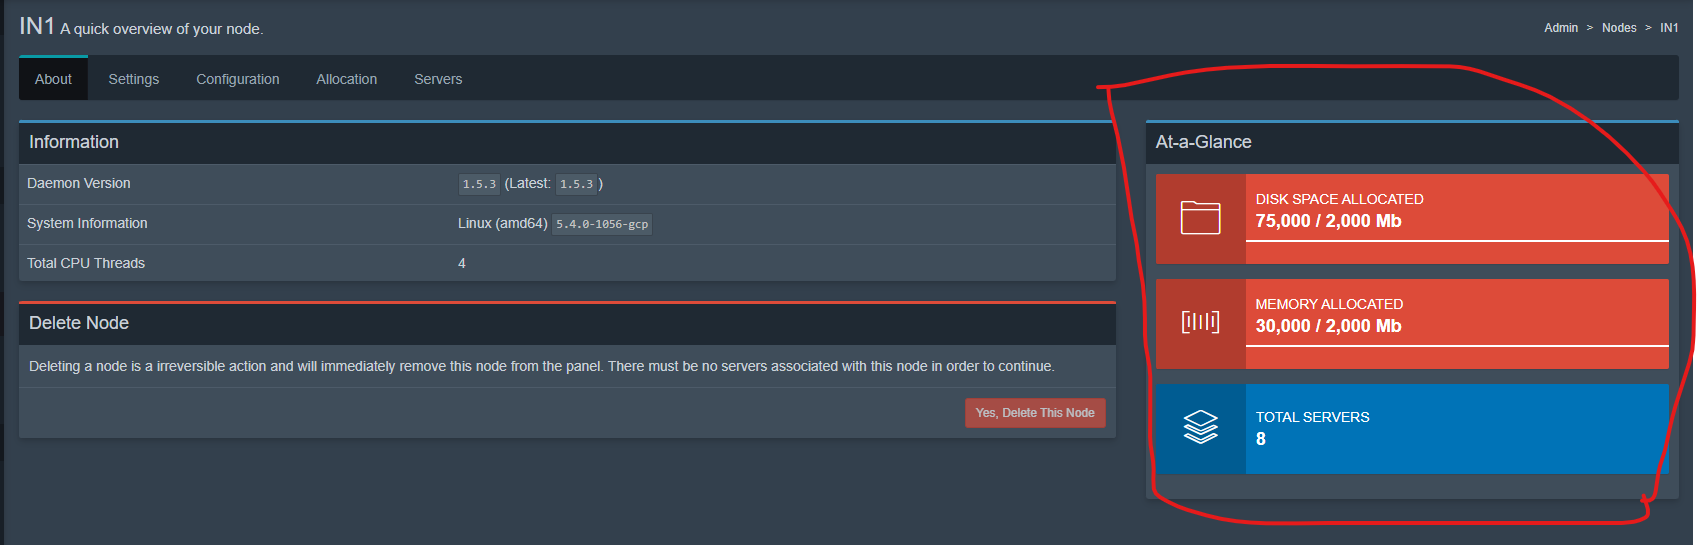 IN1 A quick overview of your node.
Admin > Nodes > IN1
About Settings Configuration Allocation Servers
Information
Daemon Version 1.5.3 (Latest: 1.5.3)
System Information Linux (amd64) 5.4.0-1056-gcp
Total CPU Threads 4
Delete Node
Deleting a node is a irreversible action and will immediately remove this node from the panel. There must be no servers associated with this node in order to continue.
Yes, Delete This Node
At-a-Glance
DISK SPACE ALLOCATED
75,000 / 2,000 Mb
MEMORY ALLOCATED
30,000 / 2,000 Mb
TOTAL SERVERS
8